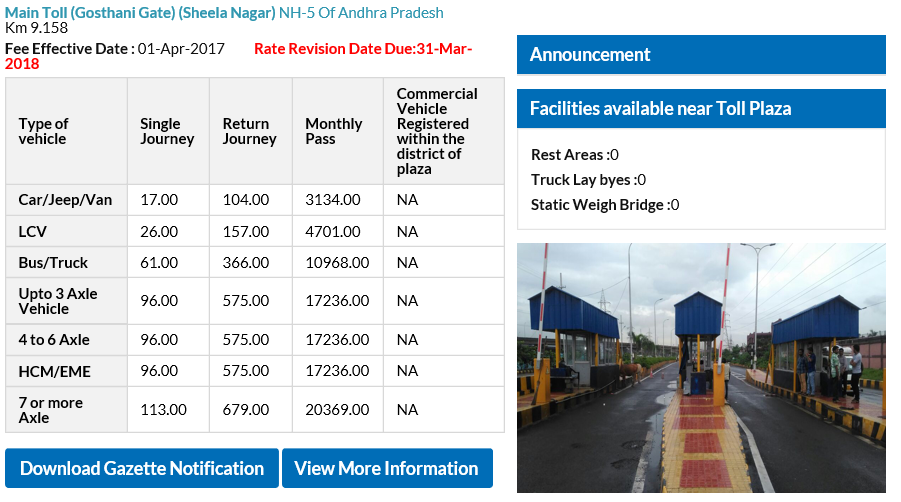 Main Toll (Gosthani Gate) (Sheela Nagar) NH-5 Of Andhra Pradesh
Km 9.158
Fee Effective Date : 01-Apr-2017 Rate Revision Date Due:31-Mar-
2018
Type of vehicle Single Journey Return Journey Monthly Pass Commercial Vehicle Registered within the district of plaza
Car/Jeep/Van 17.00 104.00 3134.00 NA
LCV 26.00 157.00 4701.00 NA
Bus/Truck 61.00 366.00 10968.00 NA
Upto 3 Axle Vehicle 96.00 575.00 17236.00 NA
4 to 6 Axle 96.00 575.00 17236.00 NA
HCM/EME 96.00 575.00 17236.00 NA
7 or more Axle 113.00 679.00 20369.00 NA
Download Gazette Notification View More Information
Announcement
Facilities available near Toll Plaza
Rest Areas :0
Truck Lay byes :0
Static Weigh Bridge :0